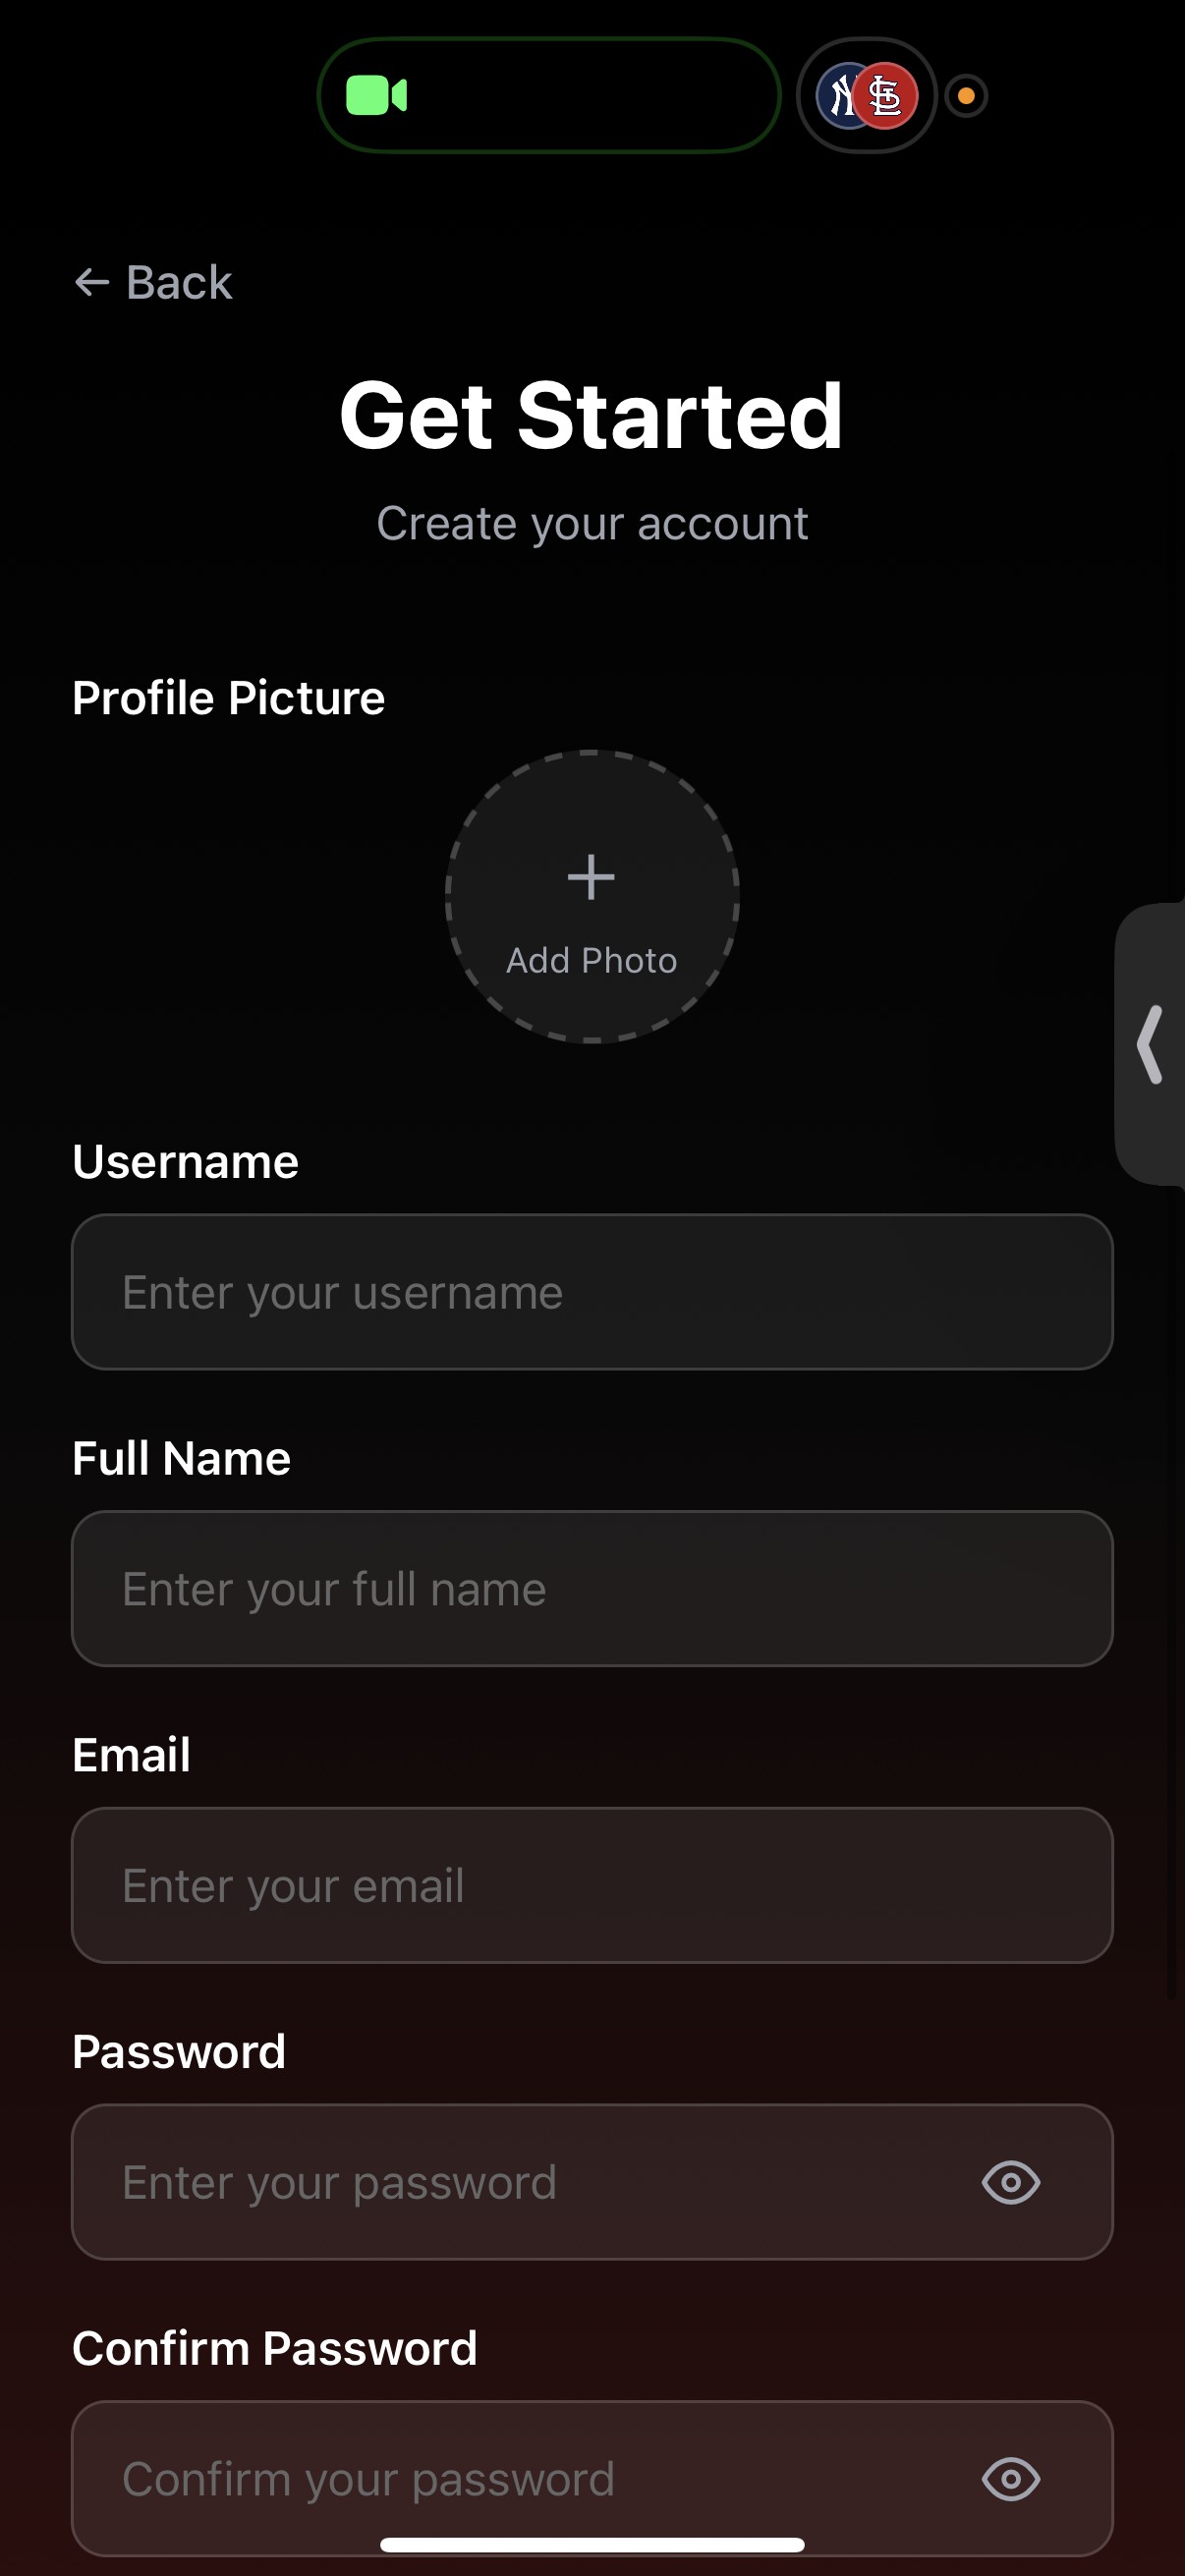 Back
Get Started
Create your account
Profile Picture
Add Photo
Username
Enter your username
Full Name
Enter your full name
Email
Enter your email
Password
Enter your password
Confirm Password
Confirm your password